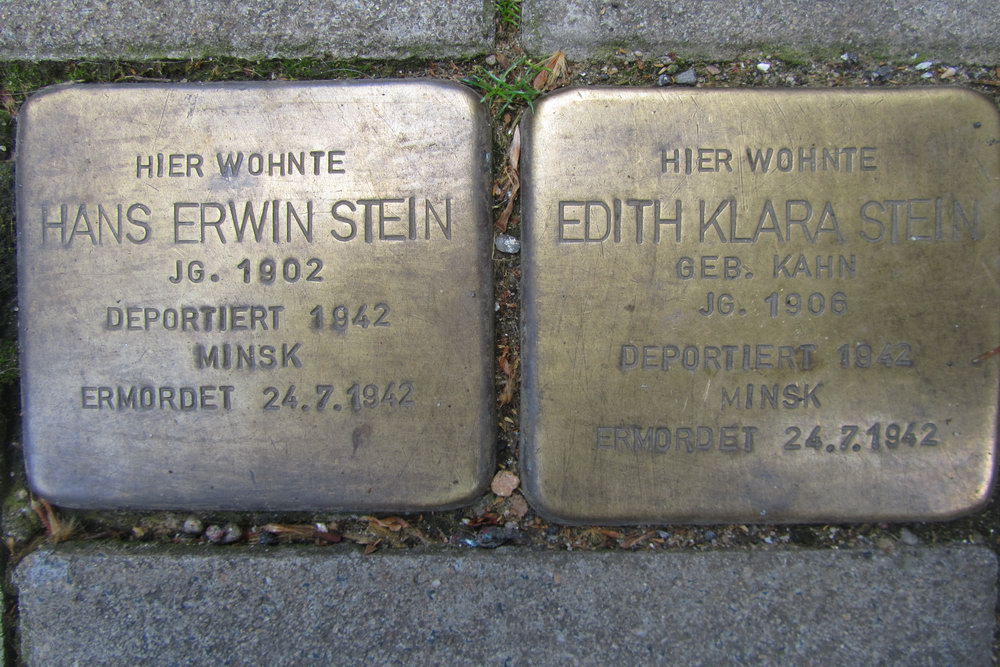 HIER WOHNTE
HANS ERWIN STEIN
JG. 1902
DEPORTIERT 1942
MINSK
ERMORDET 24.7.1942
HIER WOHNTE
EDITH KLARA STEIN
GEB. KAHN
JG. 1906
DEPORTIERT 1942
MINSK
ERMORDET 24.7.1942